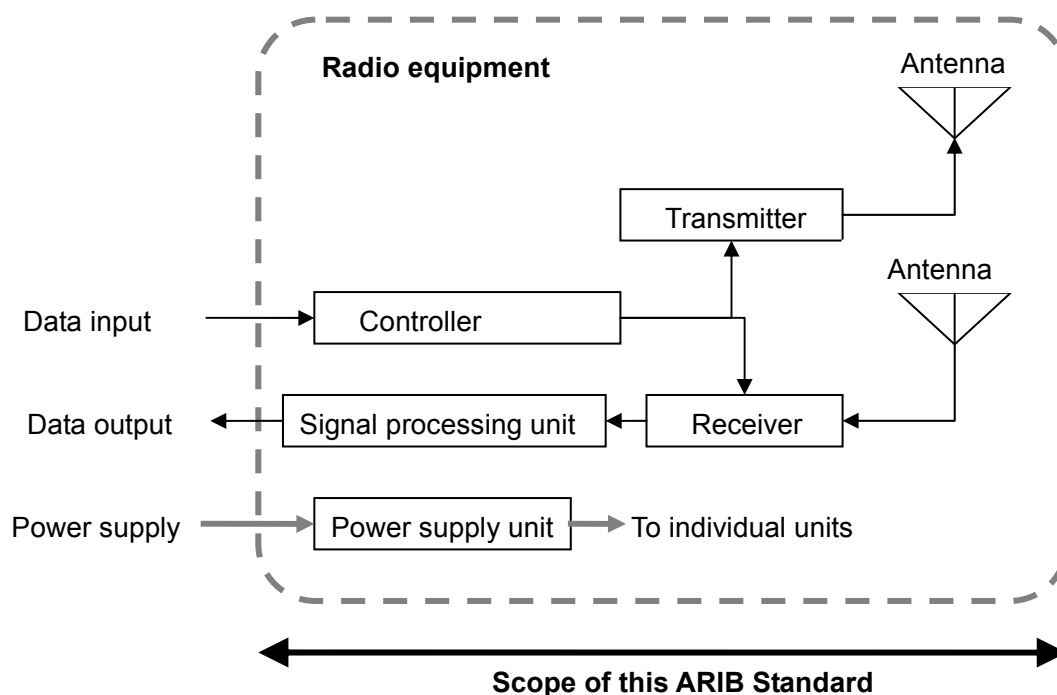 Radio equipment
Antenna
Transmitter
Antenna
Data input
Controller
Data output
Signal processing unit
Receiver
Power supply
Power supply unit
To individual units
Scope of this ARIB Standard